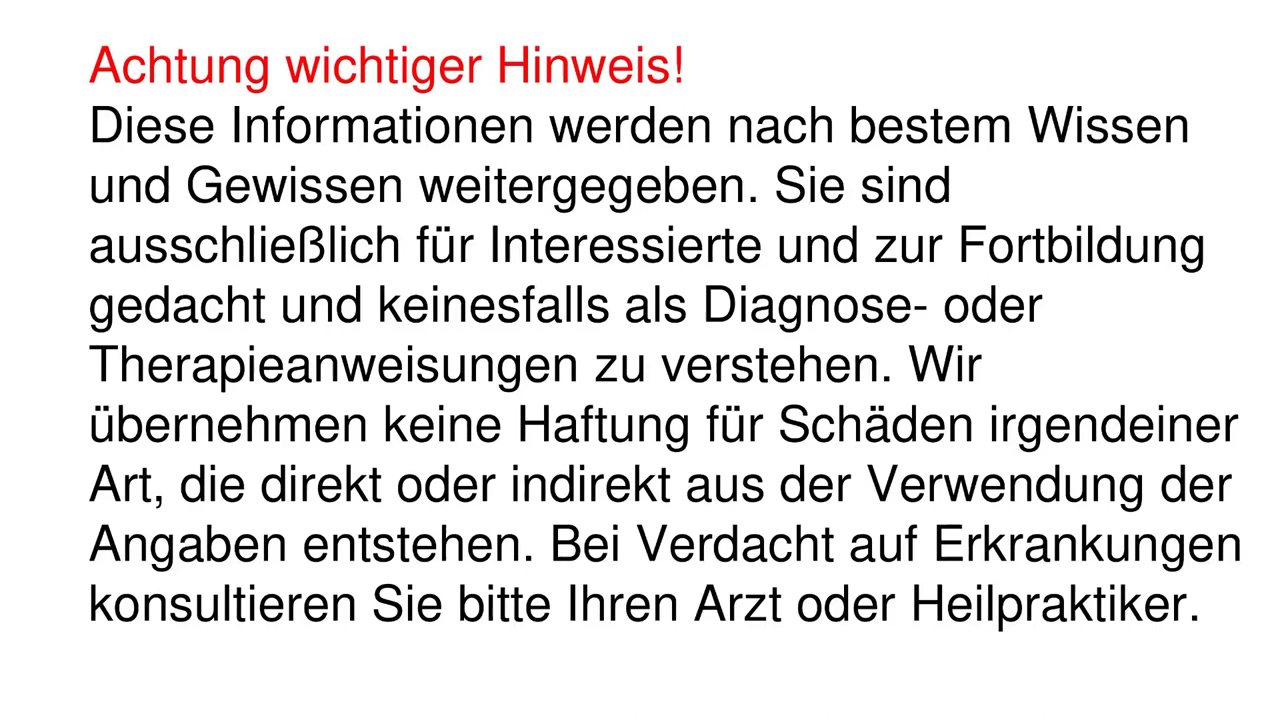 Achtung wichtiger Hinweis!
Diese Informationen werden nach bestem Wissen
und Gewissen weitergegeben. Sie sind
ausschließlich für Interessierte und zur Fortbildung
gedacht und keinesfalls als Diagnose- oder
Therapieanweisungen zu verstehen. Wir
übernehmen keine Haftung für Schäden irgendeiner
Art, die direkt oder indirekt aus der Verwendung der
Angaben entstehen. Bei Verdacht auf Erkrankungen
konsultieren Sie bitte Ihren Arzt oder Heilpraktiker.